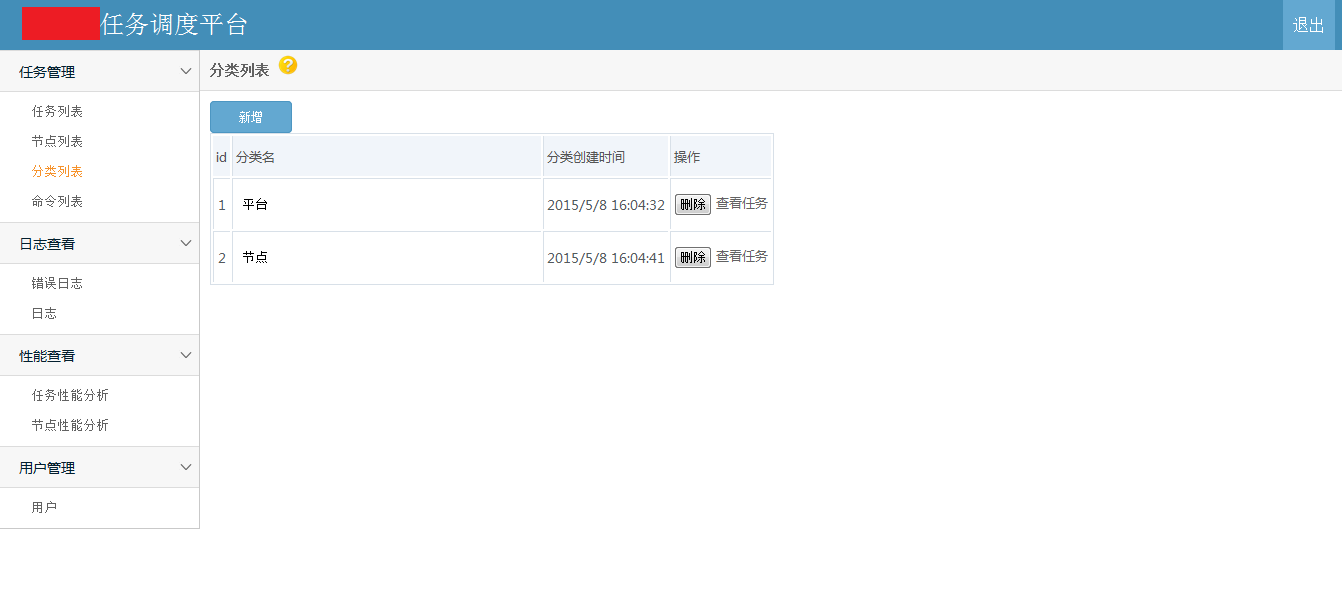 任务调度平台
退出
任务管理
任务列表
节点列表
分类列表
命令列表
日志查看
错误日志
日志
性能查看
任务性能分析
节点性能分析
用户管理
用户
分类列表 ?
新增
id 分类名 分类创建时间 操作
1 平台 2015/5/8 16:04:32 删除 查看任务
2 节点 2015/5/8 16:04:41 删除 查看任务